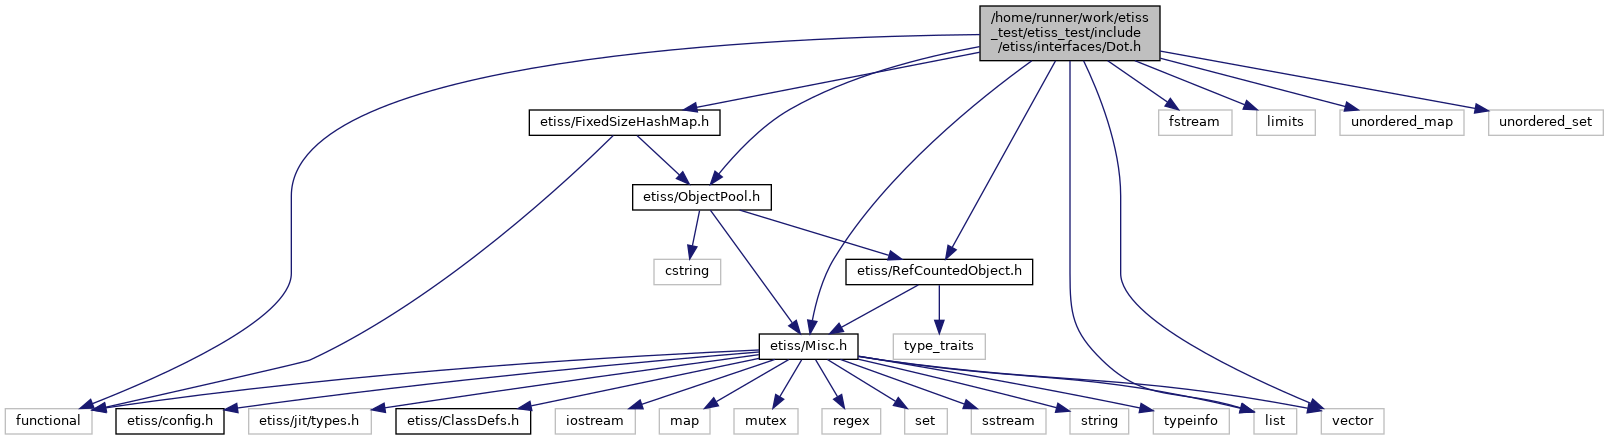 /home/runner/work/etiss
_test/etiss_test/include
/etiss/interfaces/Dot.h
etiss/FixedSizeHashMap.h
fstream
limits
unordered_map
unordered_set
etiss/ObjectPool.h
cstring
etiss/RefCountedObject.h
etiss/Misc.h
type_traits
functional
etiss/config.h
etiss/jit/types.h
etiss/ClassDefs.h
iostream
map
mutex
regex
set
sstream
string
typeinfo
list
vector